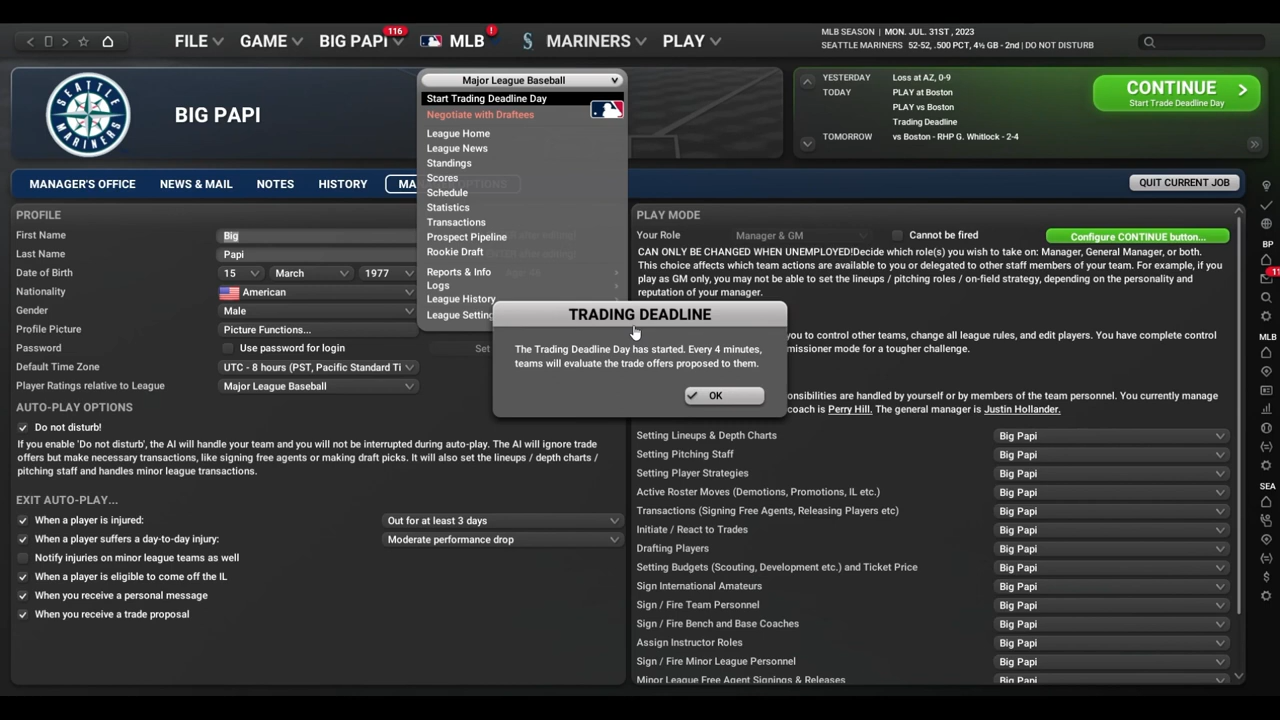 FILE
GAME
BIG PAPI
116
MLB
!
MARINERS
PLAY
MLB SEASON | MON. JUL. 31ST , 2023
SEATTLE MARINERS 52-52, .500 PCT, 4½ GB - 2nd | DO NOT DISTURB
BIG PAPI
Major League Baseball
Start Trading Deadline Day
Negotiate with Draftees
League Home
League News
Standings
Scores
Schedule
Statistics
Transactions
Prospect Pipeline
Rookie Draft
Reports & Info
Logs
League History
League Setting
YESTERDAY Loss at AZ, 0-9
TODAY PLAY at Boston
PLAY vs Boston
Trading Deadline
TOMORROW vs Boston - RHP G. Whitlock - 2-4
CONTINUE
Start Trade Deadline Day
MANAGER'S OFFICE
NEWS & MAIL
NOTES
HISTORY
QUIT CURRENT JOB
PROFILE
First Name Big
Last Name Papi
Date of Birth 15 March 1977
Nationality American
Gender Male
Profile Picture Picture Functions...
Password Use password for login Set
Default Time Zone UTC - 8 hours (PST, Pacific Standard Ti
Player Ratings relative to League Major League Baseball
AUTO-PLAY OPTIONS
Do not disturb!
If you enable 'Do not disturb', the AI will handle your team and you will not be interrupted during auto-play. The AI will ignore trade
offers but make necessary transactions, like signing free agents or making draft picks. It will also set the lineups / depth charts /
pitching staff and handles minor league transactions.
EXIT AUTO-PLAY...
When a player is injured: Out for at least 3 days
When a player suffers a day-to-day injury: Moderate performance drop
Notify injuries on minor league teams as well
When a player is eligible to come off the IL
When you receive a personal message
When you receive a trade proposal
TRADING DEADLINE
The Trading Deadline Day has started. Every 4 minutes,
teams will evaluate the trade offers proposed to them.
OK
PLAY MODE
Your Role Manager & GM Cannot be fired Configure CONTINUE button...
CAN ONLY BE CHANGED WHEN UNEMPLOYED!Decide which role(s) you wish to take on: Manager, General Manager, or both.
This choice affects which team actions are available to you or delegated to other staff members of your team. For example, if you
play as GM only, you may not be able to set the lineups / pitching roles / on-field strategy, depending on the personality and
reputation of your manager.
you to control other teams, change all league rules, and edit players. You have complete control
missioner mode for a tougher challenge.
onsibilities are handled by yourself or by members of the team personnel. You currently manage
coach is Perry Hill. The general manager is Justin Hollander.
Setting Lineups & Depth Charts Big Papi
Setting Pitching Staff Big Papi
Setting Player Strategies Big Papi
Active Roster Moves (Demotions, Promotions, IL etc.) Big Papi
Transactions (Signing Free Agents, Releasing Players etc) Big Papi
Initiate / React to Trades Big Papi
Drafting Players Big Papi
Setting Budgets (Scouting, Development etc.) and Ticket Price Big Papi
Sign International Amateurs Big Papi
Sign / Fire Team Personnel Big Papi
Sign / Fire Bench and Base Coaches Big Papi
Assign Instructor Roles Big Papi
Sign / Fire Minor League Personnel Big Papi
Minor League Free Agent Signings & Releases Big Papi
BP
11
MLB
SEA